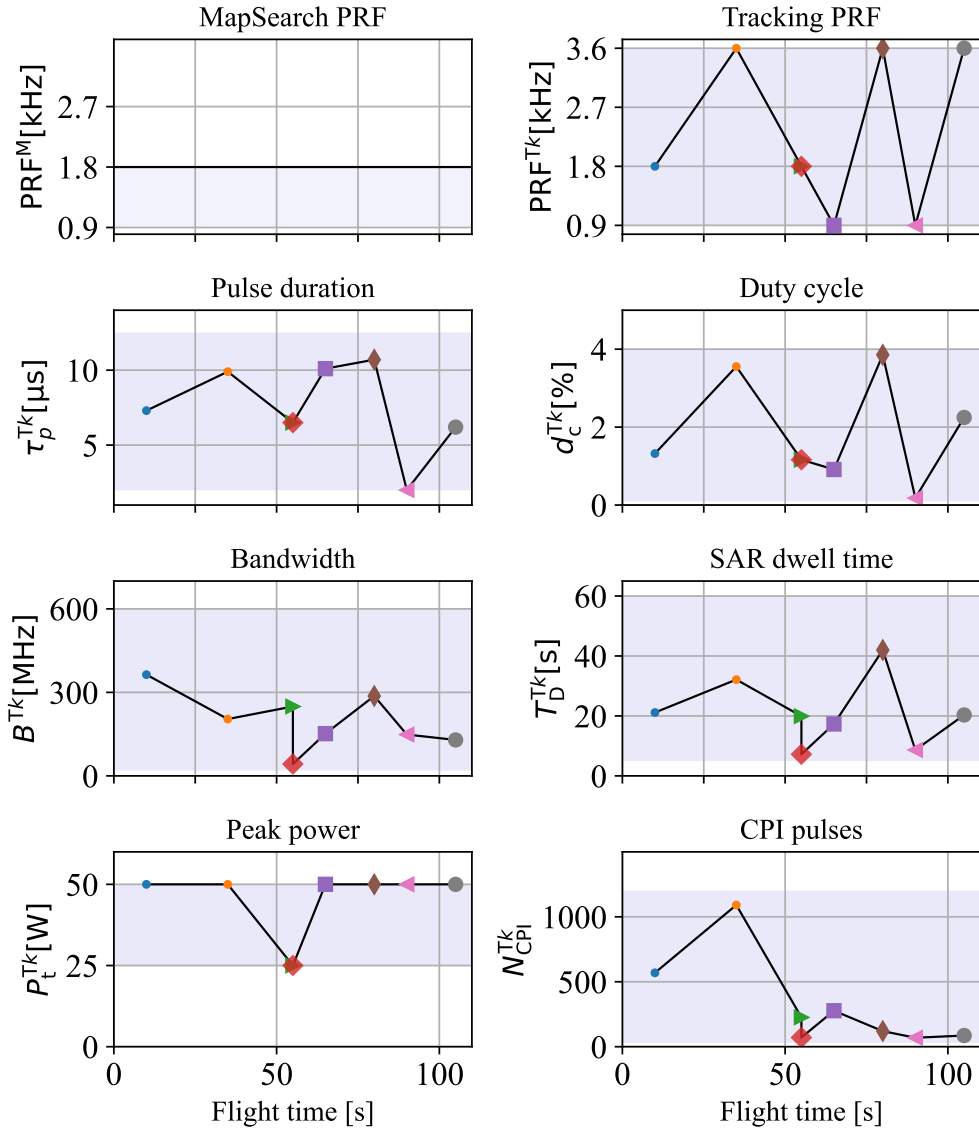 MapSearch PRF
PRF^M[kHz]
2.7
1.8
0.9
Tracking PRF
PRF^Tk[kHz]
3.6
2.7
1.8
0.9
Pulse duration
τ_p^Tk[µs]
10
5
Duty cycle
d_c^Tk[%]
4
2
0
Bandwidth
B^Tk[MHz]
600
300
0
SAR dwell time
T_D^Tk[s]
60
40
20
0
Peak power
P_t^Tk[W]
50
25
0
0 50 100
Flight time [s]
CPI pulses
N_CPI^Tk
1000
500
0
0 50 100
Flight time [s]